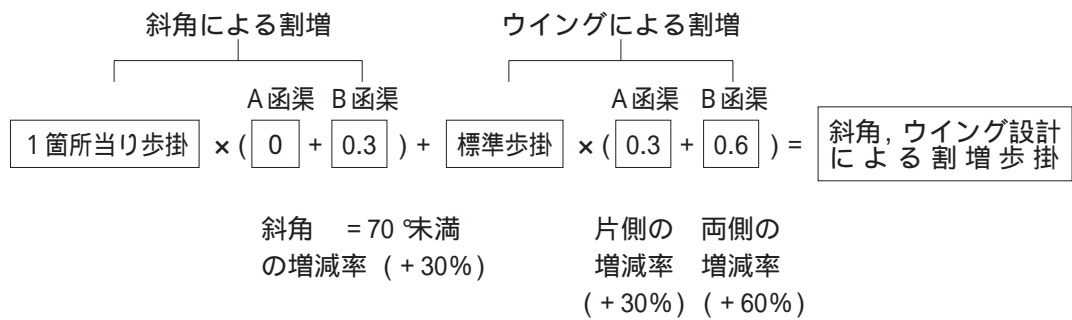 斜角による割増 ウイングによる割増
A函渠 B函渠 A函渠 B函渠
1箇所当り歩掛 ×( 0 + 0.3 )+ 標準歩掛 ×( 0.3 + 0.6 )= 斜角,ウイング設計
による割増歩掛
斜角 =70°未満 片側の 両側の
の増減率(+30%) 増減率 増減率
(+30%)(+60%)